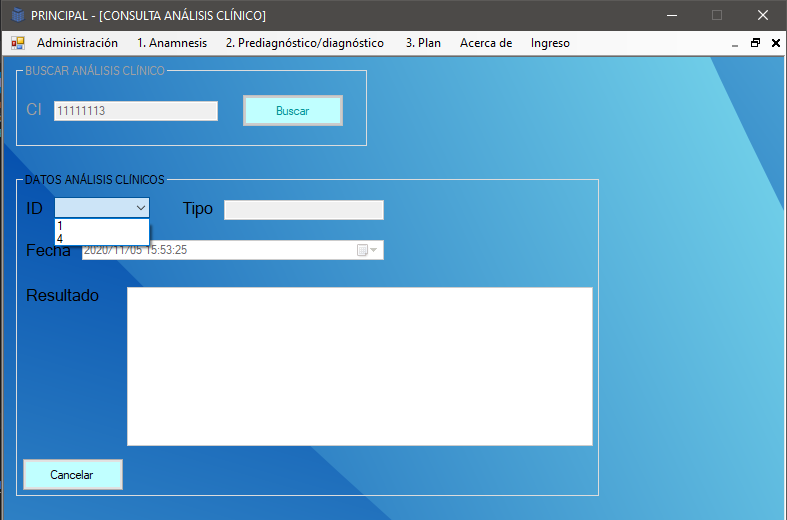 PRINCIPAL - [CONSULTA ANÁLISIS CLÍNICO]
Administración 1. Anamnesis 2. Prediagnóstico/diagnóstico 3. Plan Acerca de Ingreso
BUSCAR ANÁLISIS CLÍNICO
CI 11111113 Buscar
DATOS ANÁLISIS CLÍNICOS
ID Tipo
1
4
Fecha 2020/11/05 15:53:25
Resultado
Cancelar